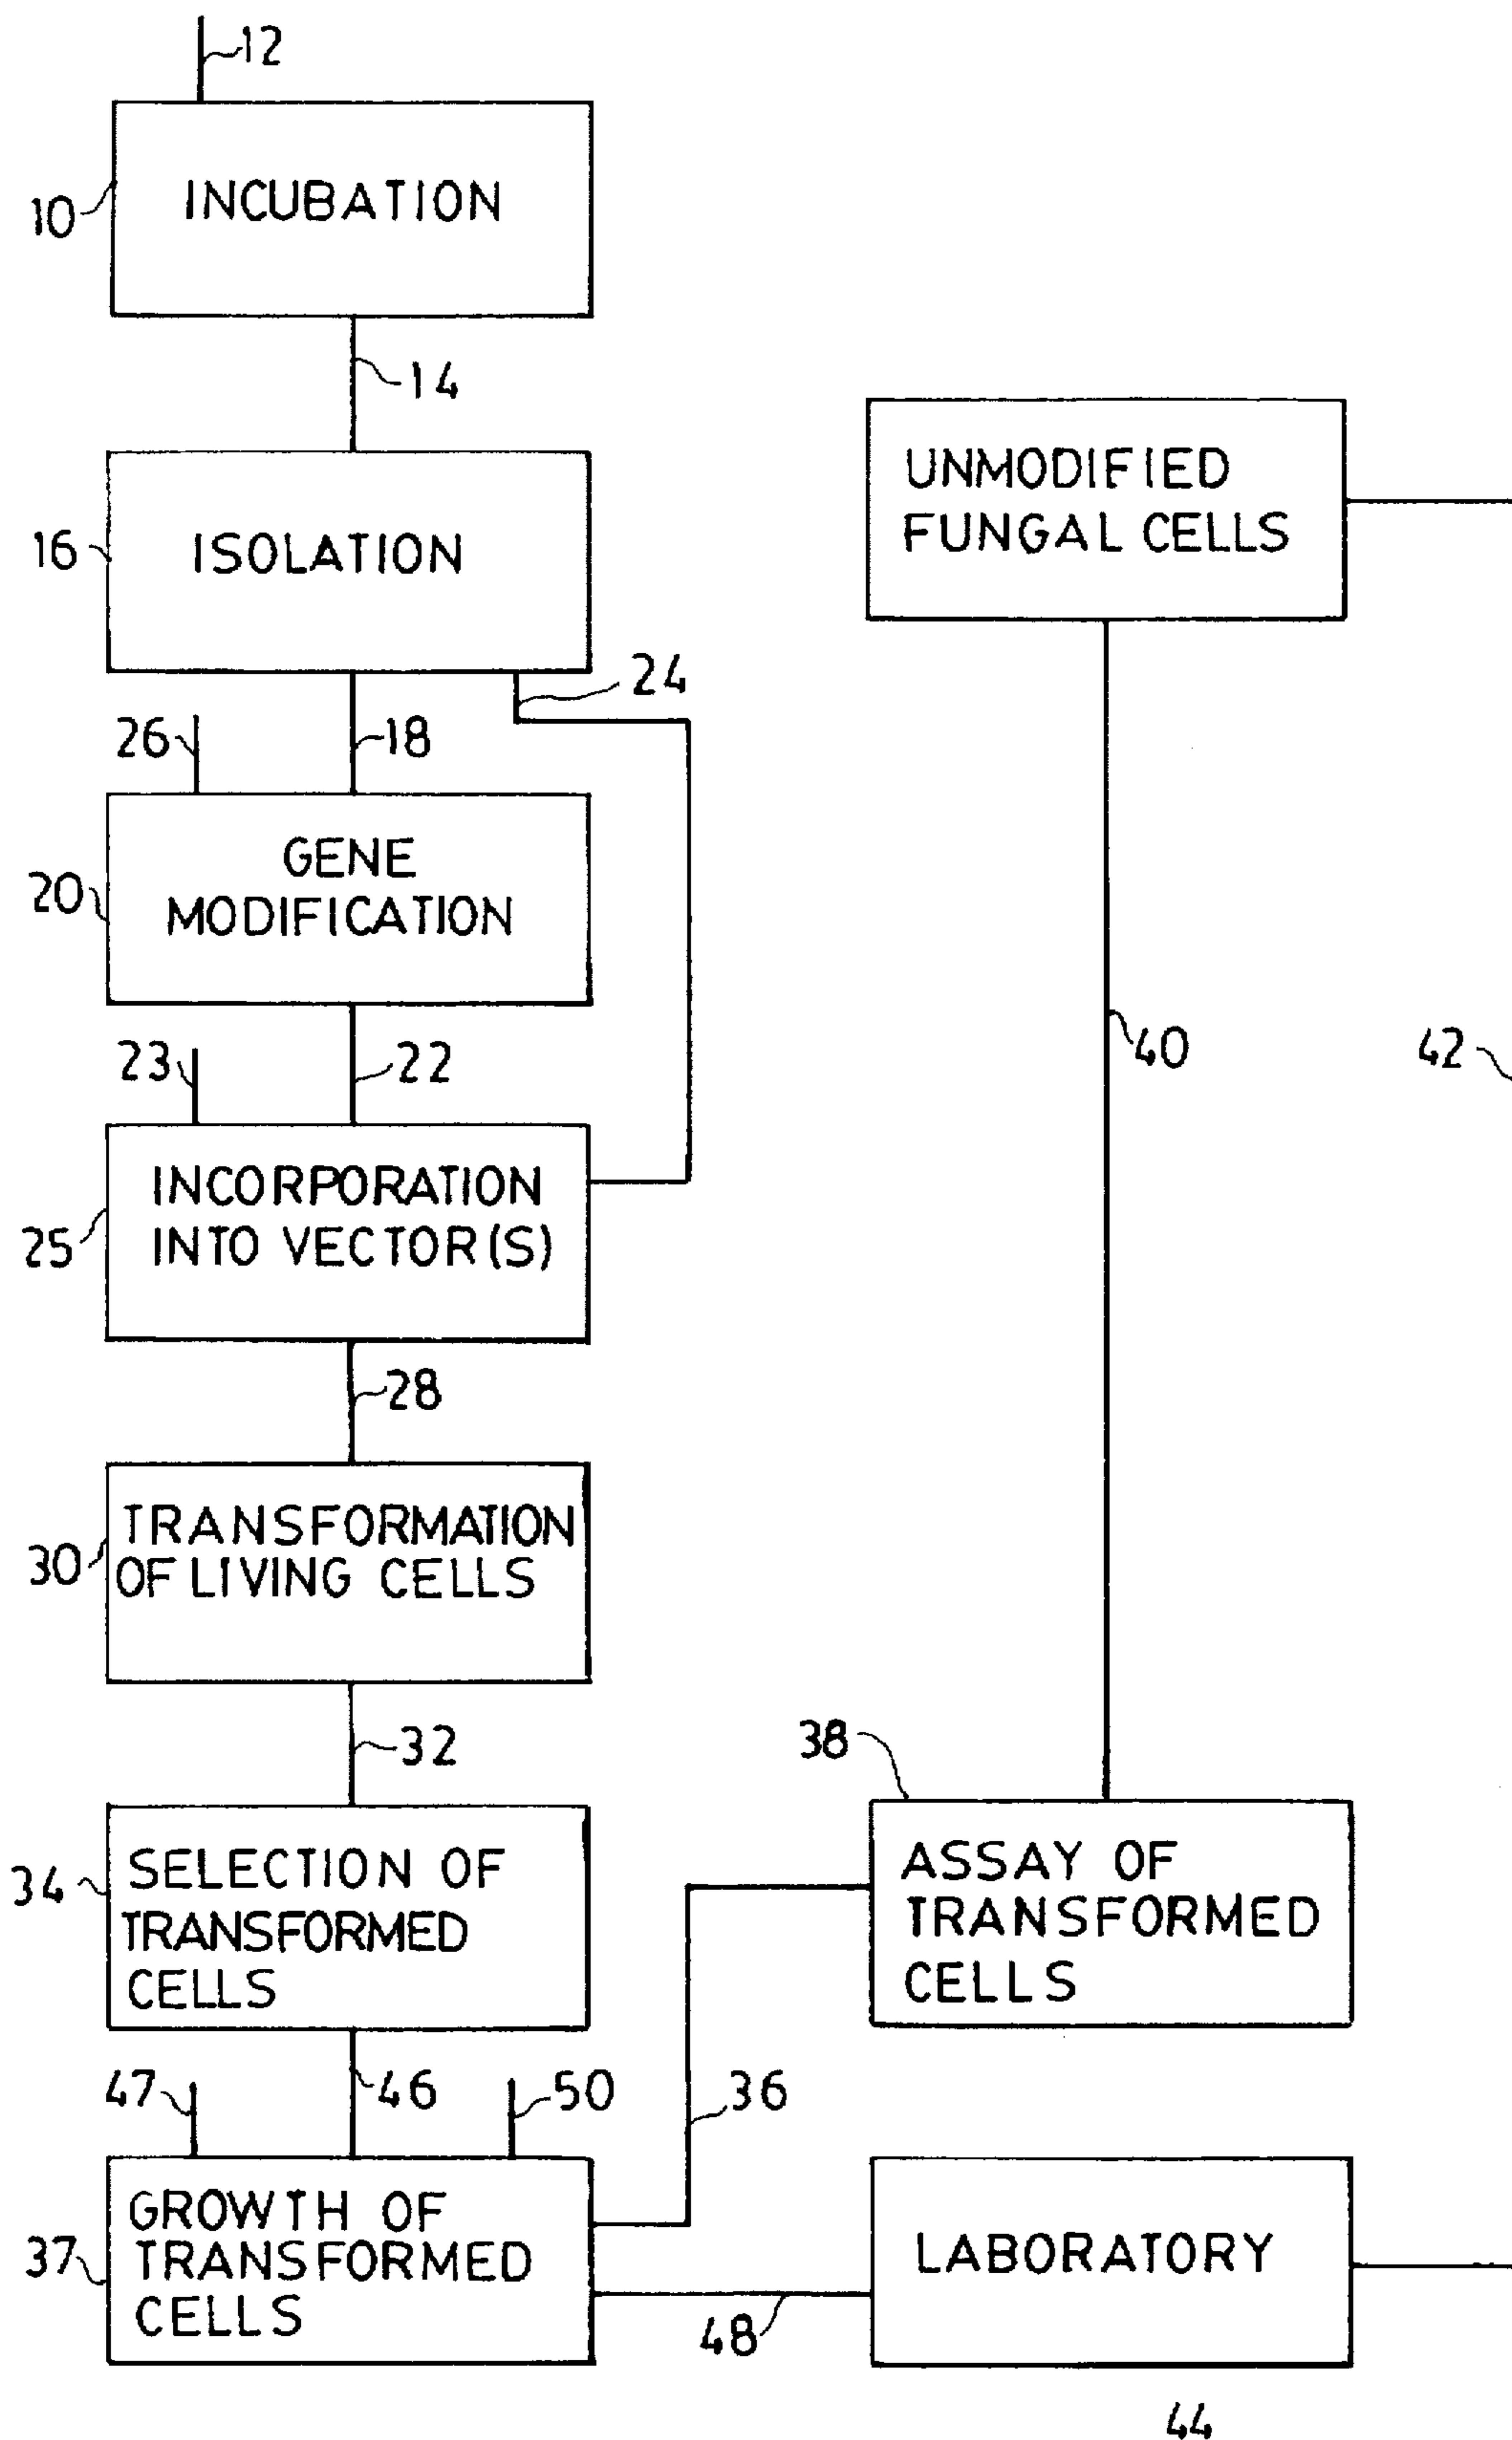 12
INCUBATION
10
14
ISOLATION
16
24
26
18
GENE
MODIFICATION
20
23
22
INCORPORATION
INTO VECTOR(S)
25
28
TRANSFORMATION
OF LIVING CELLS
30
32
SELECTION OF
TRANSFORMED
CELLS
34
47
46
50
36
GROWTH OF
TRANSFORMED
CELLS
37
48
UNMODIFIED
FUNGAL CELLS
40
42
38
ASSAY OF
TRANSFORMED
CELLS
LABORATORY
44